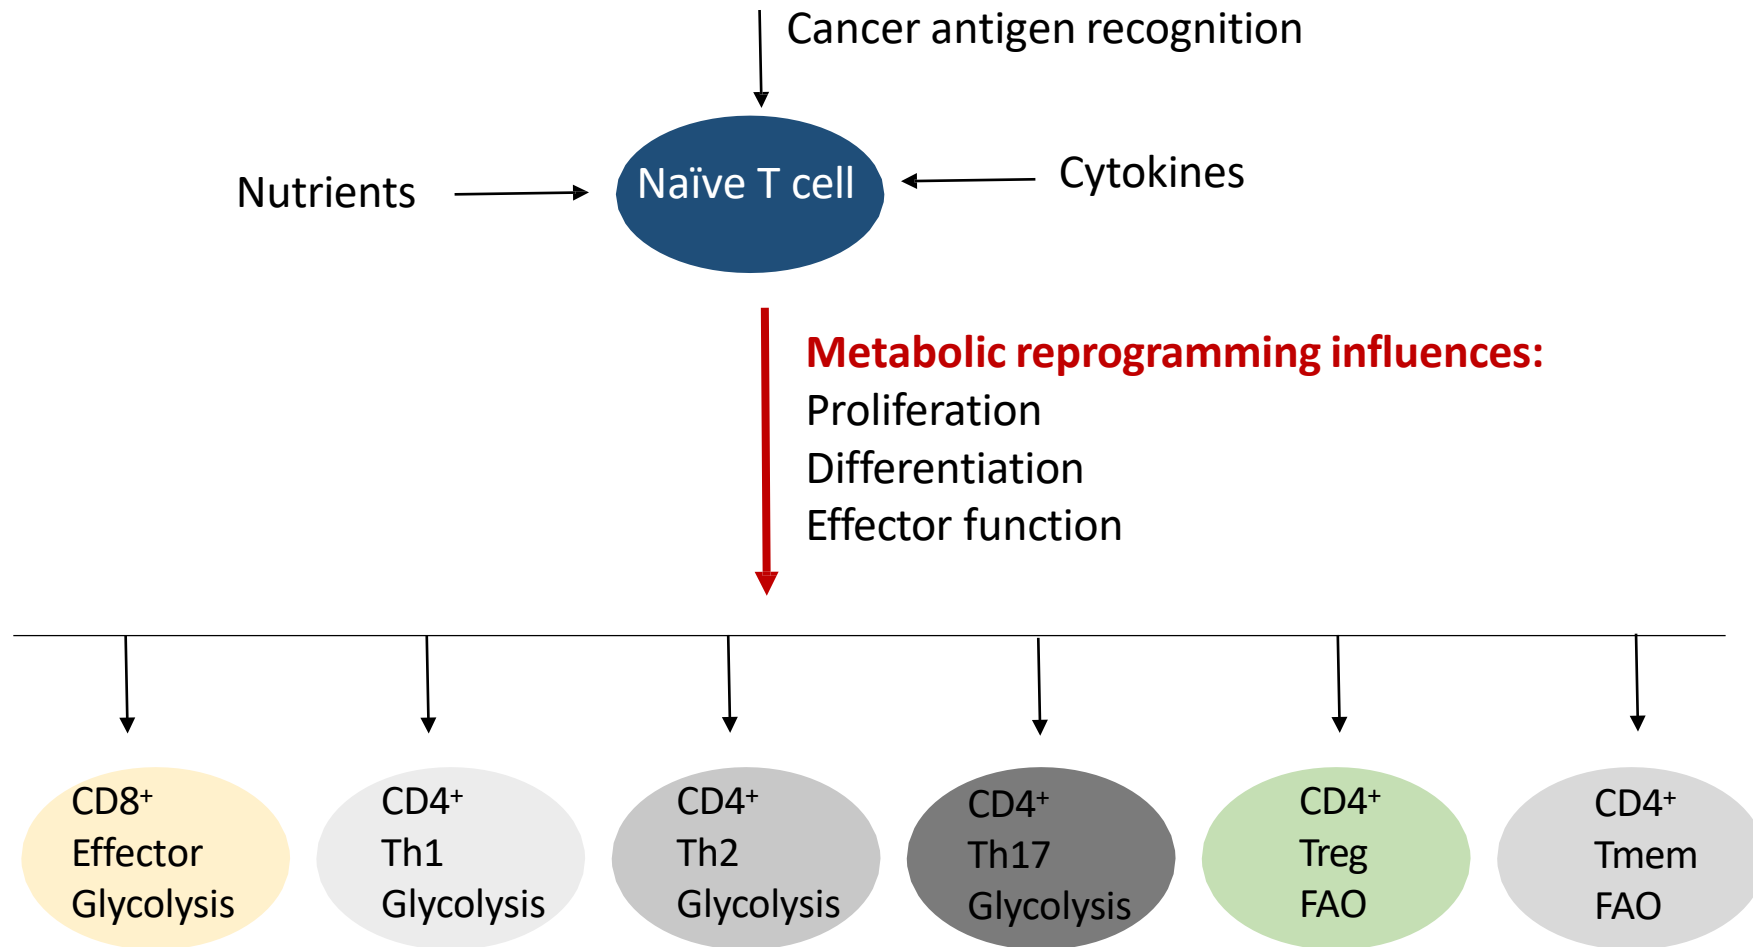 Cancer antigen recognition
Nutrients
Naïve T cell
Cytokines
Metabolic reprogramming influences:
Proliferation
Differentiation
Effector function
CD8⁺
Effector
Glycolysis
CD4⁺
Th1
Glycolysis
CD4⁺
Th2
Glycolysis
CD4⁺
Th17
Glycolysis
CD4⁺
Treg
FAO
CD4⁺
Tmem
FAO